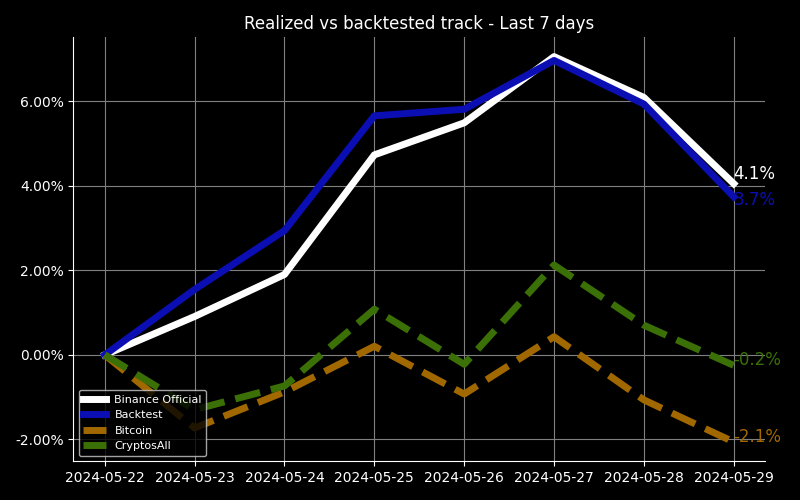 Realized vs backtested track - Last 7 days
6.00%
4.00%
2.00%
0.00%
-2.00%
4.1%
3.7%
-0.2%
-2.1%
Binance Official
Backtest
Bitcoin
CryptosAll
2024-05-22 2024-05-23 2024-05-24 2024-05-25 2024-05-26 2024-05-27 2024-05-28 2024-05-29